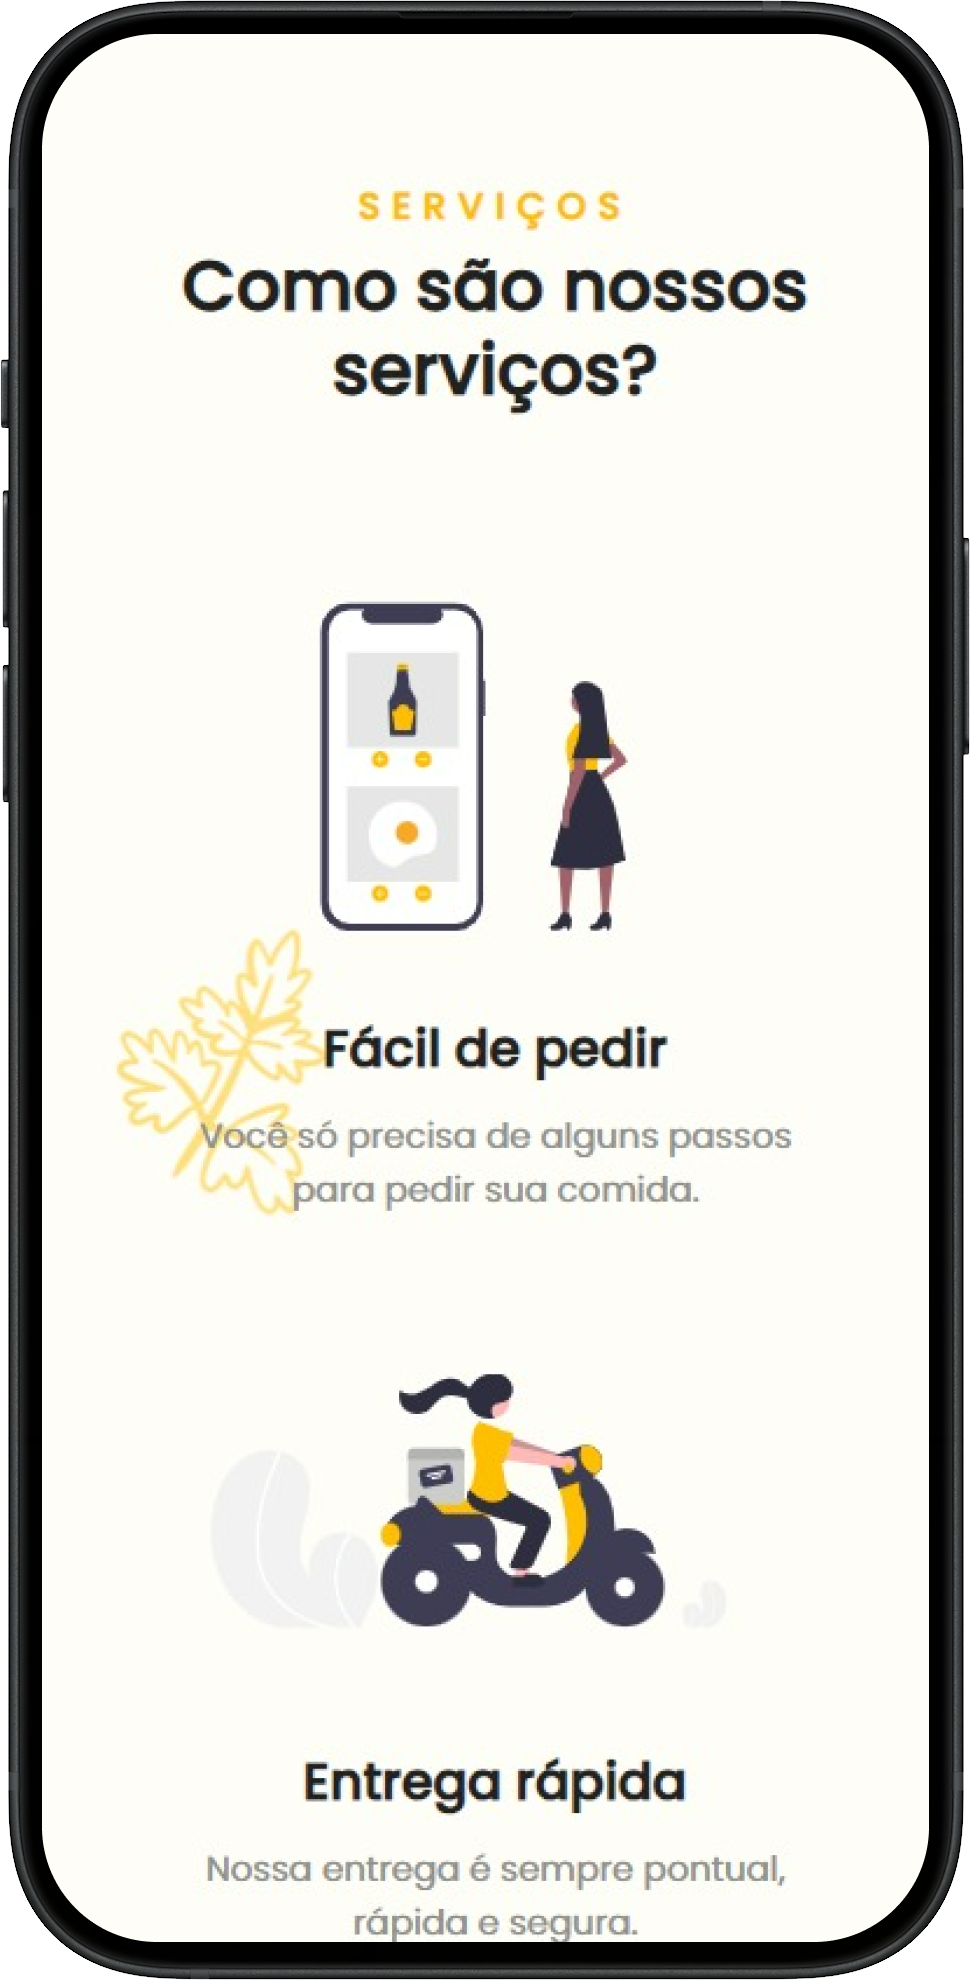 SERVIÇOS
Como são nossos
serviços?
Fácil de pedir
Você só precisa de alguns passos
para pedir sua comida.
Entrega rápida
Nossa entrega é sempre pontual,
rápida e segura.